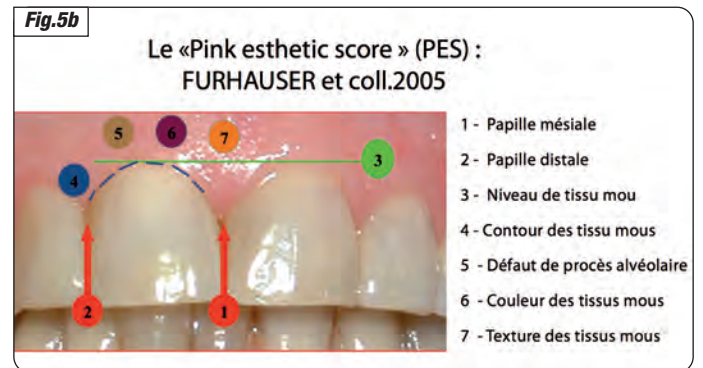 Fig.5b
Le «Pink esthetic score » (PES) :
FURHAUSER et coll.2005
5
6
7
3
4
2
1
1 - Papille mésiale
2 - Papille distale
3 - Niveau de tissu mou
4 - Contour des tissu mous
5 - Défaut de procès alvéolaire
6 - Couleur des tissus mous
7 - Texture des tissus mous